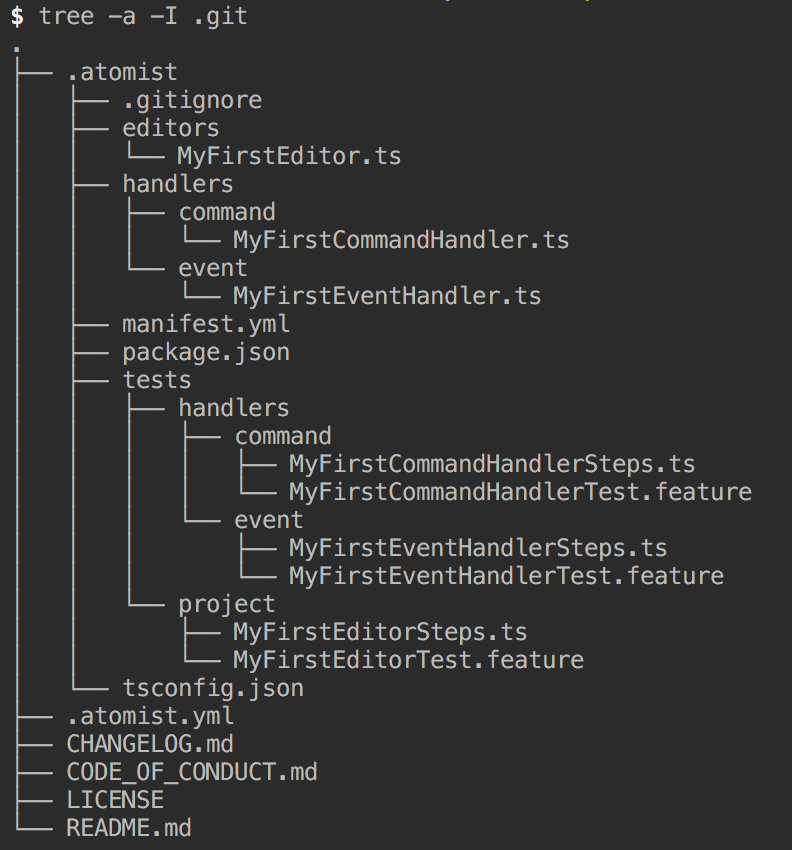 $ tree -a -I .git
.
├── .atomist
│   ├── .gitignore
│   ├── editors
│   │   └── MyFirstEditor.ts
│   ├── handlers
│   │   ├── command
│   │   │   └── MyFirstCommandHandler.ts
│   │   └── event
│   │       └── MyFirstEventHandler.ts
│   ├── manifest.yml
│   ├── package.json
│   ├── tests
│   │   ├── handlers
│   │   │   ├── command
│   │   │   │   ├── MyFirstCommandHandlerSteps.ts
│   │   │   │   └── MyFirstCommandHandlerTest.feature
│   │   │   └── event
│   │   │       ├── MyFirstEventHandlerSteps.ts
│   │   │       └── MyFirstEventHandlerTest.feature
│   │   └── project
│   │       ├── MyFirstEditorSteps.ts
│   │       └── MyFirstEditorTest.feature
│   └── tsconfig.json
├── .atomist.yml
├── CHANGELOG.md
├── CODE_OF_CONDUCT.md
├── LICENSE
└── README.md